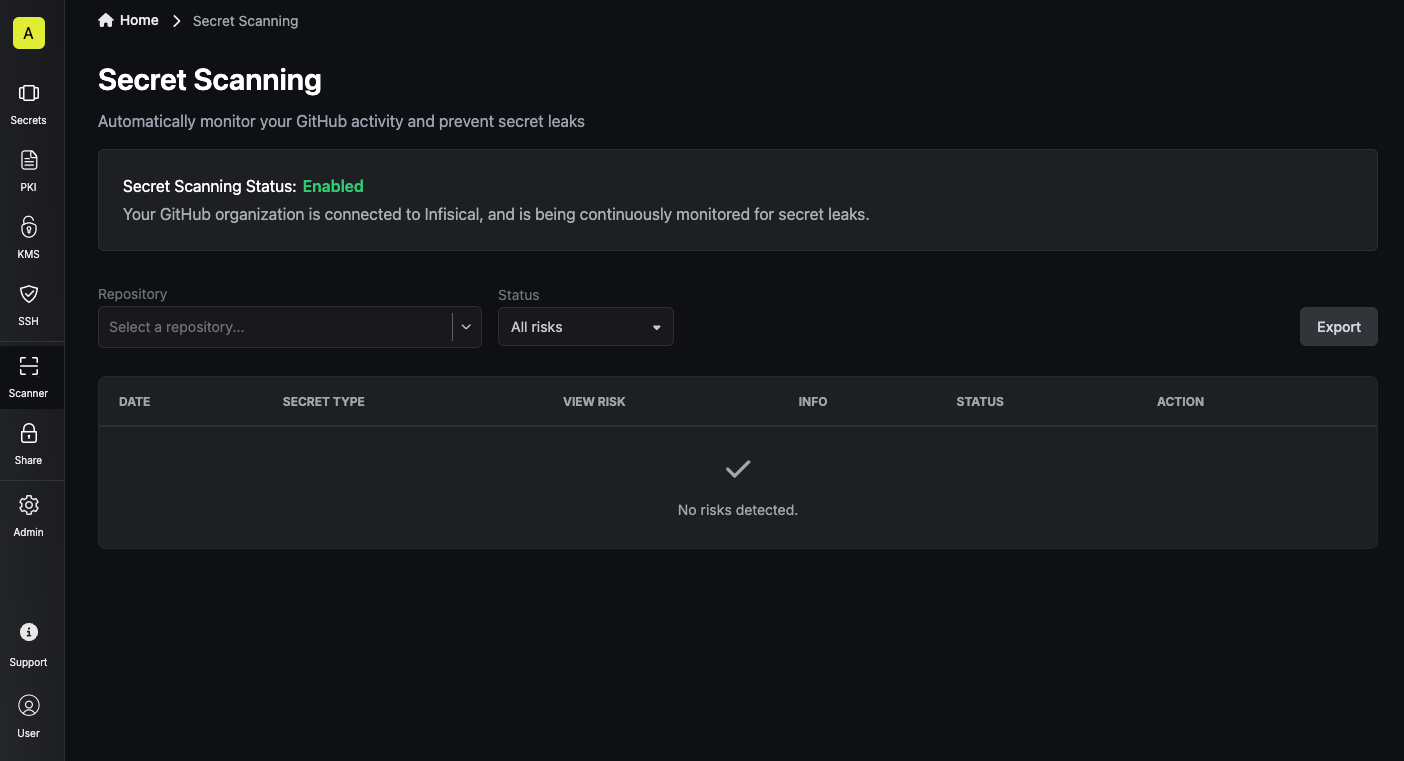 A
Secrets
PKI
KMS
SSH
Scanner
Share
Admin
Support
User
Home > Secret Scanning
Secret Scanning
Automatically monitor your GitHub activity and prevent secret leaks
Secret Scanning Status: Enabled
Your GitHub organization is connected to Infisical, and is being continuously monitored for secret leaks.
Repository
Select a repository...
Status
All risks
Export
DATE SECRET TYPE VIEW RISK INFO STATUS ACTION
No risks detected.